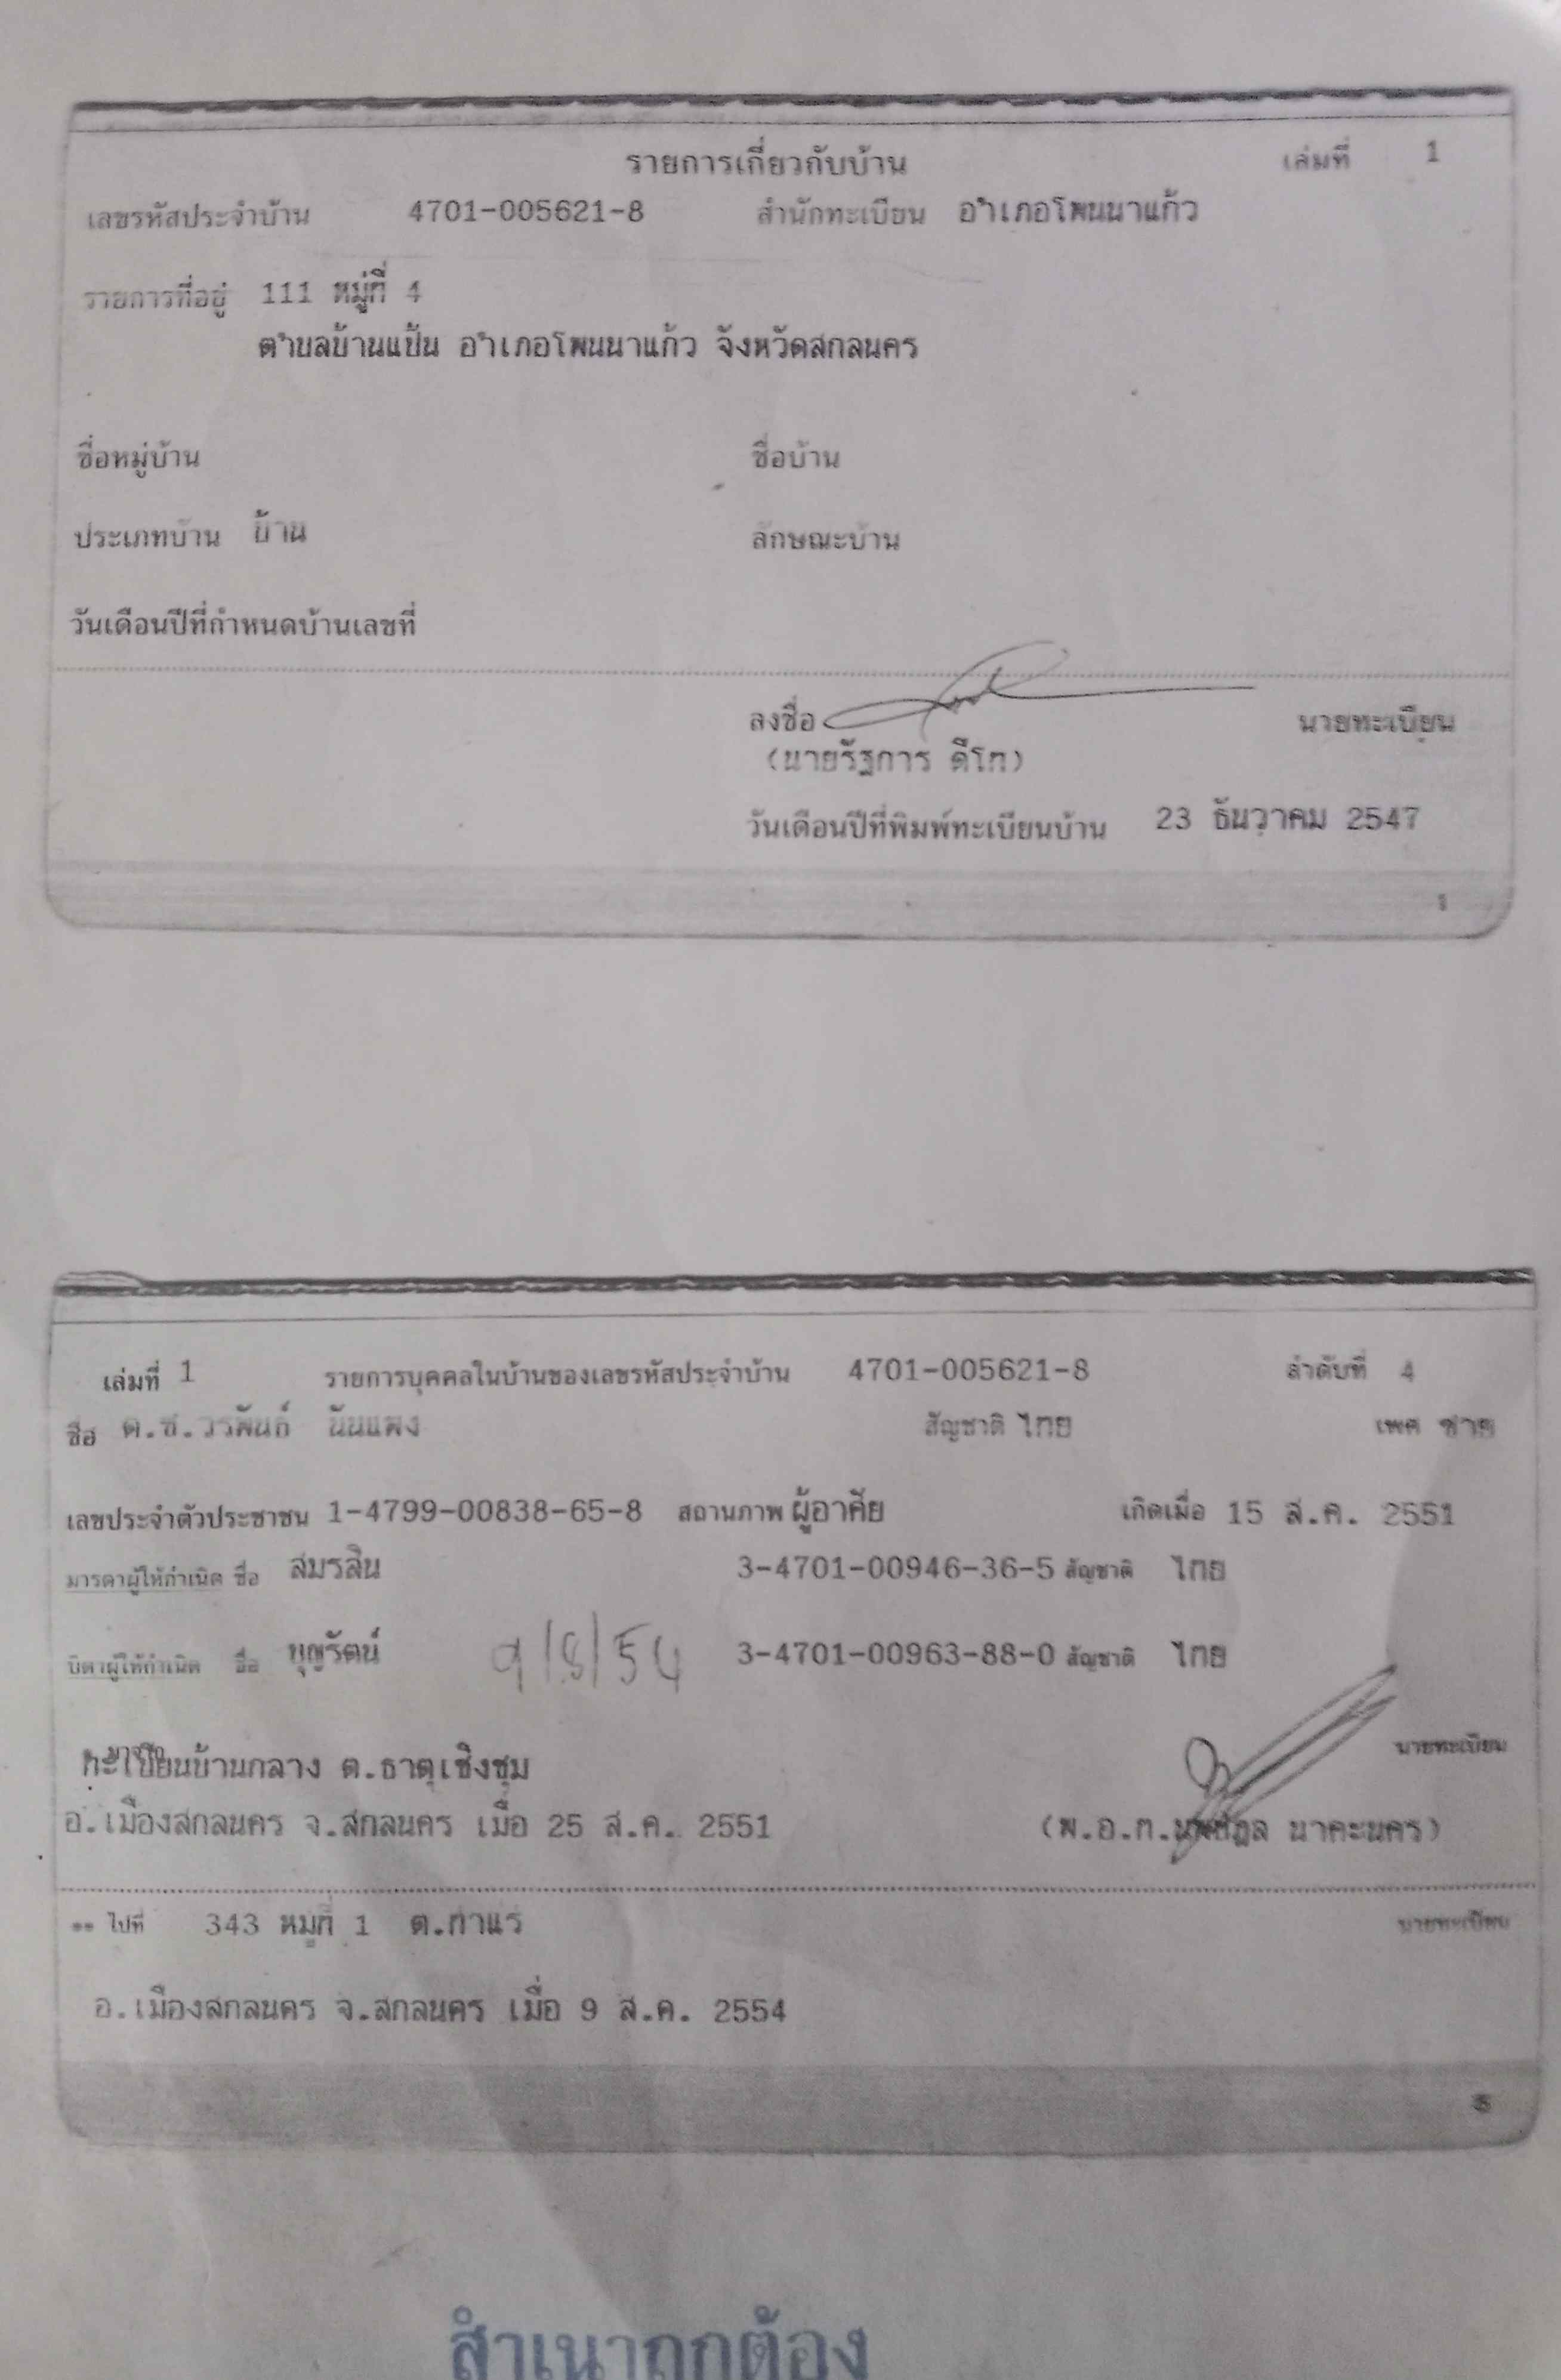 รายการเกี่ยวกับบ้าน เล่มที่ 1
เลขรหัสประจำบ้าน 4701-005621-8 สำนักทะเบียน อำเภอโพนนาแก้ว
รายการที่อยู่ 111 หมู่ที่ 4
ตำบลบ้านแป้น อำเภอโพนนาแก้ว จังหวัดสกลนคร
ชื่อหมู่บ้าน ชื่อบ้าน
ประเภทบ้าน บ้าน ลักษณะบ้าน
วันเดือนปีที่กำหนดบ้านเลขที่
ลงชื่อ นายทะเบียน
(นายรัฐการ ดีโท)
วันเดือนปีที่พิมพ์ทะเบียนบ้าน 23 ธันวาคม 2547
1
เล่มที่ 1 รายการบุคคลในบ้านของเลขรหัสประจำบ้าน 4701-005621-8 ลำดับที่ 4
ชื่อ ด.ช.วรพันธ์ นันแพง สัญชาติ ไทย เพศ ชาย
เลขประจำตัวประชาชน 1-4799-00838-65-8 สถานภาพ ผู้อาศัย เกิดเมื่อ 15 ส.ค. 2551
มารดาผู้ให้กำเนิด ชื่อ สมรสิน 3-4701-00946-36-5 สัญชาติ ไทย
บิดาผู้ให้กำเนิด ชื่อ บุญรัตน์ 9/8/54 3-4701-00963-88-0 สัญชาติ ไทย
ทะเบียนบ้านกลาง ต.ธาตุเชิงชุม นายทะเบียน
อ.เมืองสกลนคร จ.สกลนคร เมื่อ 25 ส.ค. 2551 นาคะนคร)
** ไปที่ 343 หมู่ที่ 1 ต.ท่าแร่ นายทะเบียน
อ.เมืองสกลนคร จ.สกลนคร เมื่อ 9 ส.ค. 2554
สำเนาถูกต้อง